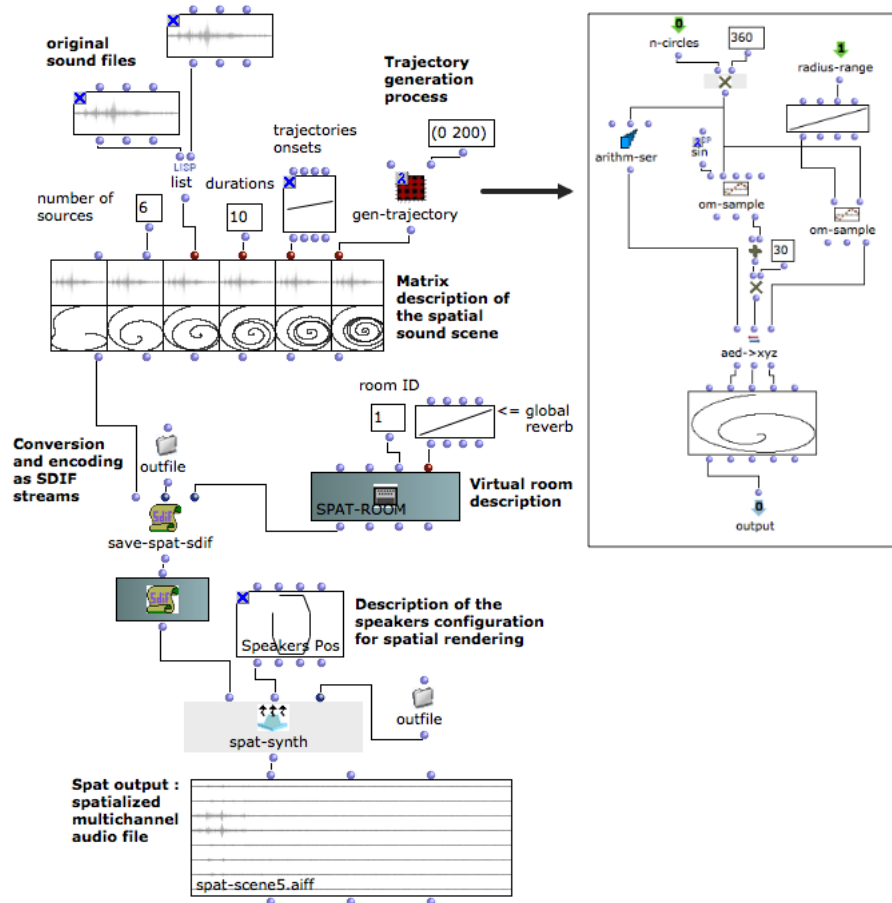 original
sound files
Trajectory
generation
process
(0 200)
trajectories
onsets
LISP
list
durations
number of
sources
6
10
gen-trajectory
Matrix
description of
the spatial
sound scene
0
n-circles
360
1
radius-range
arithm-ser
sin
om-sample
om-sample
30
aed->xyz
0
output
room ID
1
<= global
reverb
Conversion
and encoding
as SDIF
streams
outfile
SPAT-ROOM
Virtual room
description
Sdif
save-spat-sdif
Sdif
Description of the
speakers configuration
for spatial rendering
Speakers Pos
outfile
spat-synth
Spat output :
spatialized
multichannel
audio file
spat-scene5.aiff